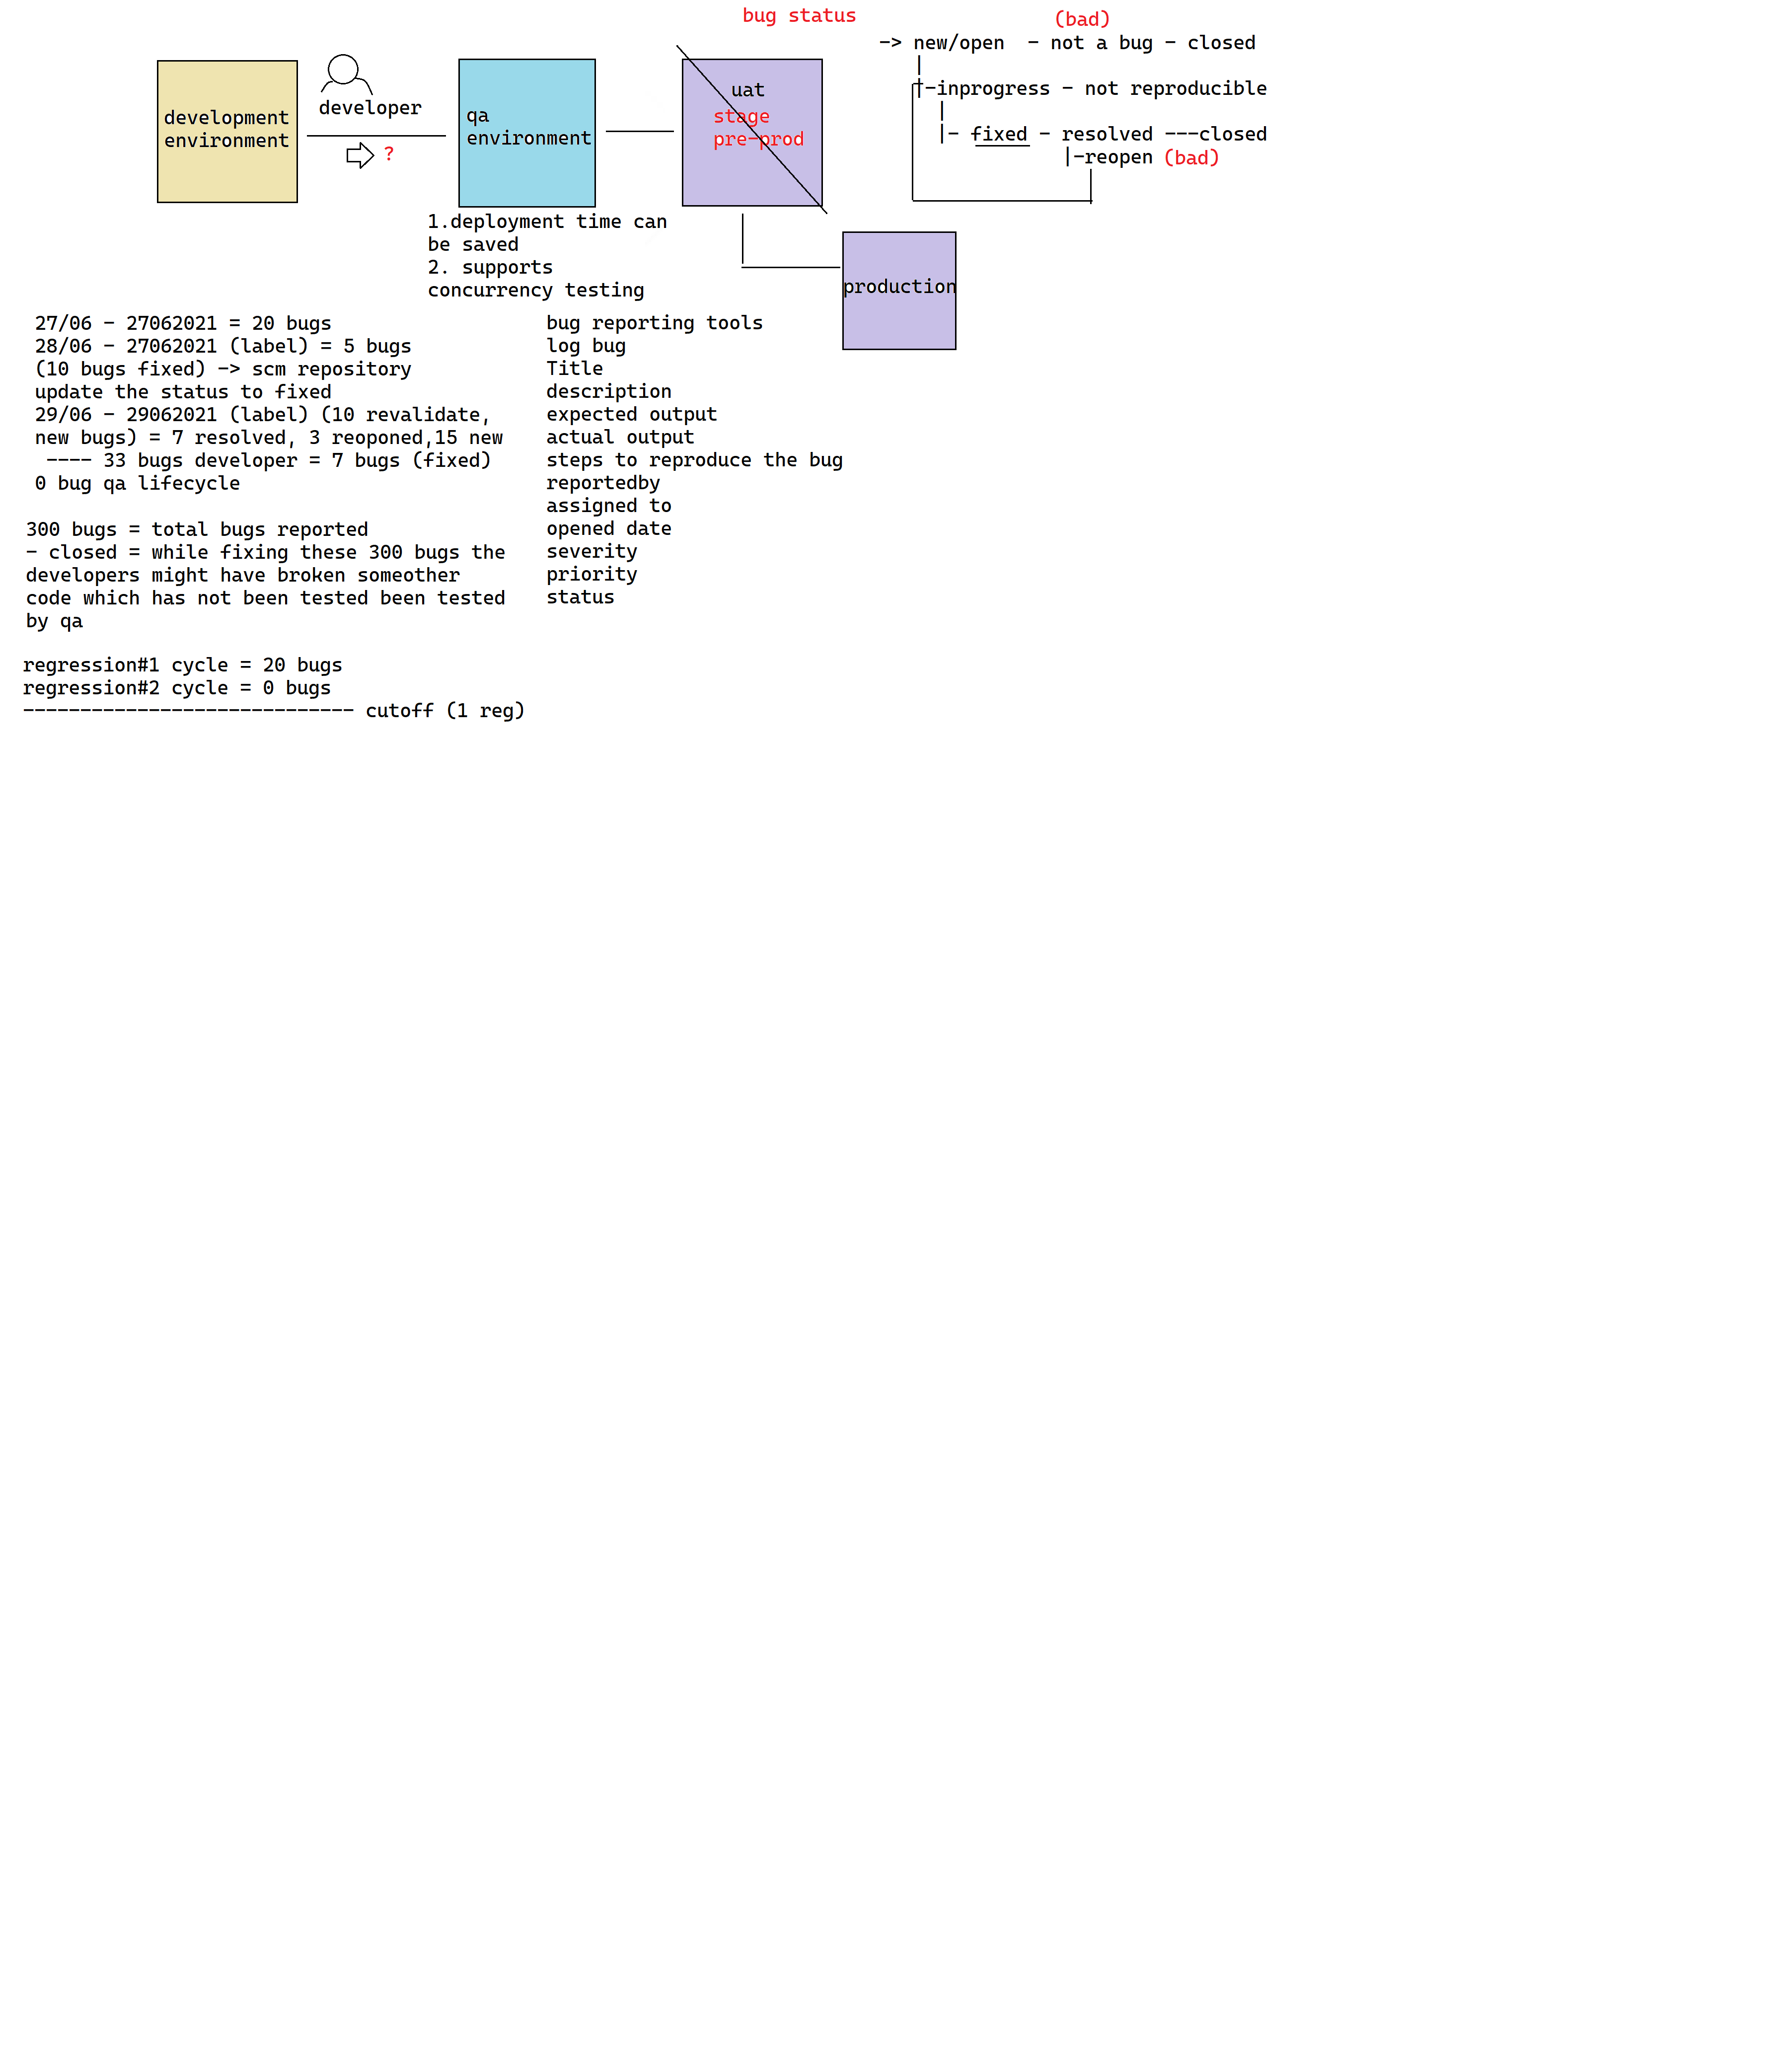 bug status
(bad)
-> new/open  - not a bug - closed
|
|-inprogress - not reproducible
|
|- fixed - resolved ---closed
|-reopen (bad)
development
environment
developer
?
qa
environment
uat
stage
pre-prod
1.deployment time can
be saved
2. supports
concurrency testing
production
27/06 - 27062021 = 20 bugs
28/06 - 27062021 (label) = 5 bugs
(10 bugs fixed) -> scm repository
update the status to fixed
29/06 - 29062021 (label) (10 revalidate,
new bugs) = 7 resolved, 3 reoponed,15 new
---- 33 bugs developer = 7 bugs (fixed)
0 bug qa lifecycle
300 bugs = total bugs reported
- closed = while fixing these 300 bugs the
developers might have broken someother
code which has not been tested been tested
by qa
regression#1 cycle = 20 bugs
regression#2 cycle = 0 bugs
----------------------------- cutoff (1 reg)
bug reporting tools
log bug
Title
description
expected output
actual output
steps to reproduce the bug
reportedby
assigned to
opened date
severity
priority
status